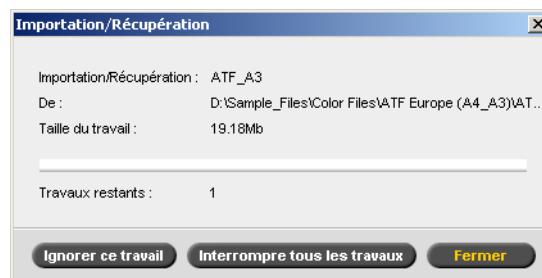 Importation/Récupération
Importation/Récupération : ATF_A3
De : D:\Sample_Files\Color Files\ATF Europe (A4_A3)\AT...
Taille du travail : 19.18Mb
Travaux restants : 1
Ignorer ce travail Interrompre tous les travaux Fermer